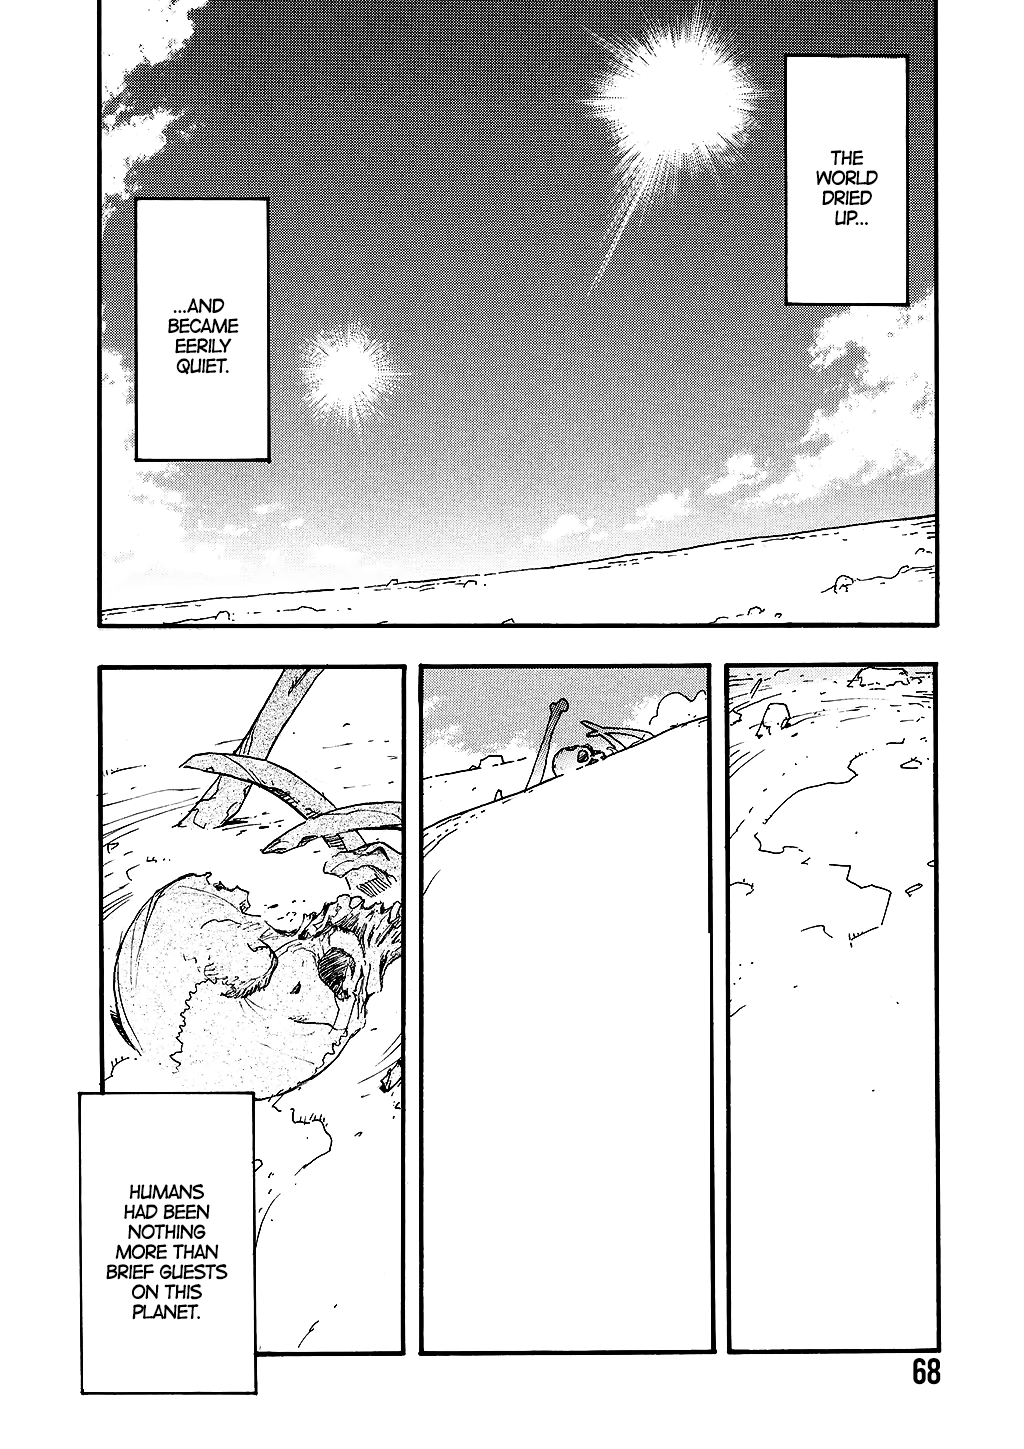 THE
WORLD
DRIED
UP...
...AND
BECAME
EERILY
QUIET.
HUMANS
HAD BEEN
NOTHING
MORE THAN
BRIEF GUESTS
ON THIS
PLANET.
68